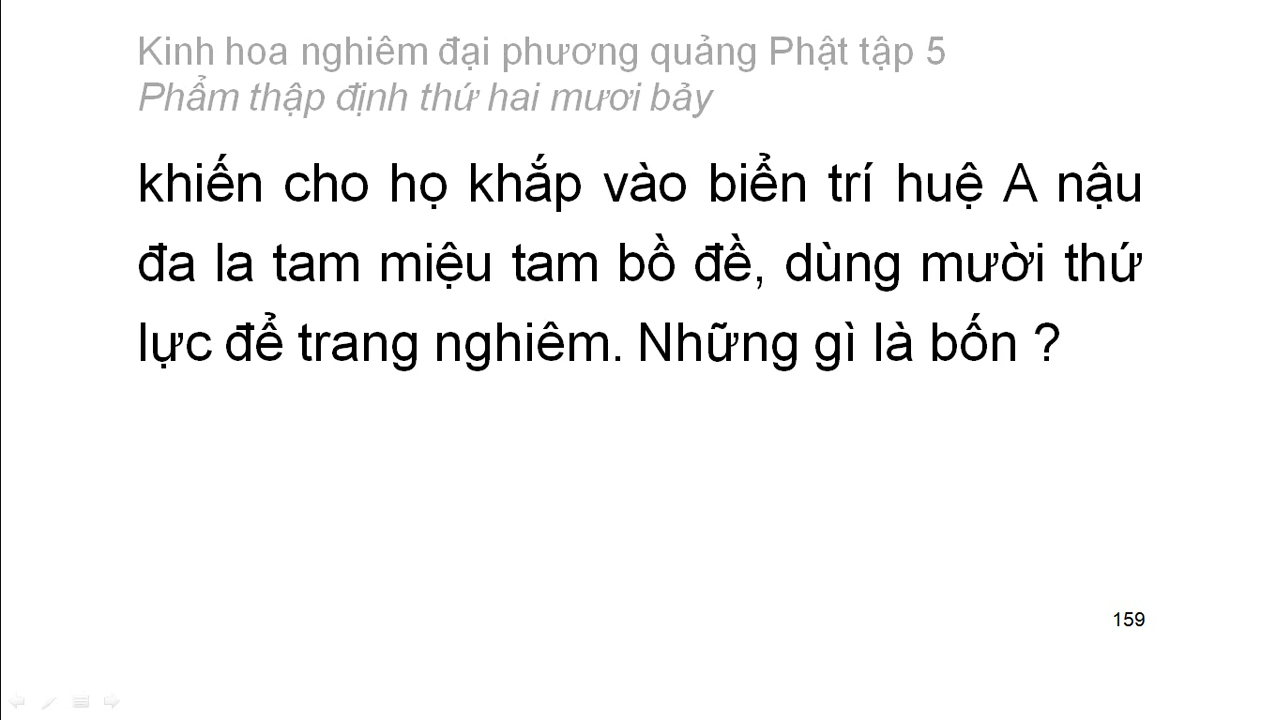 Kinh hoa nghiêm đại phương quảng Phật tập 5
Phẩm thập định thứ hai mươi bảy
khiến cho họ khắp vào biển trí huệ A nậu
đa la tam miệu tam bồ đề, dùng mười thứ
lực để trang nghiêm. Những gì là bốn ?
159